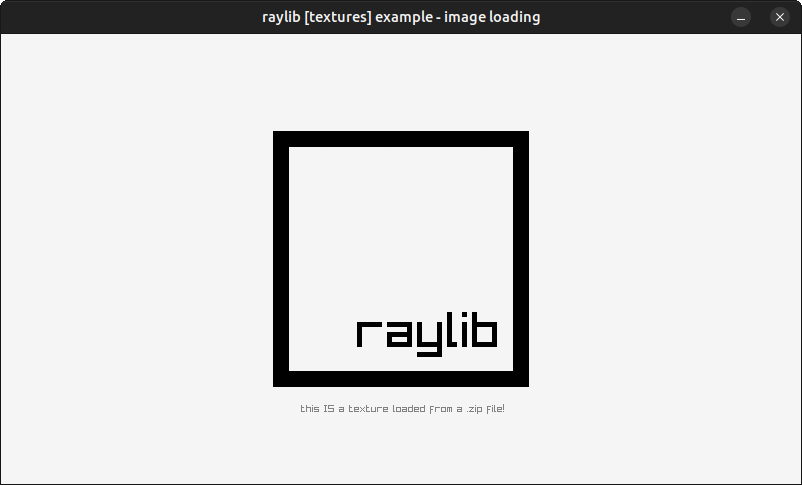 raylib [textures] example - image loading
raylib
this IS a texture loaded from a .zip file!